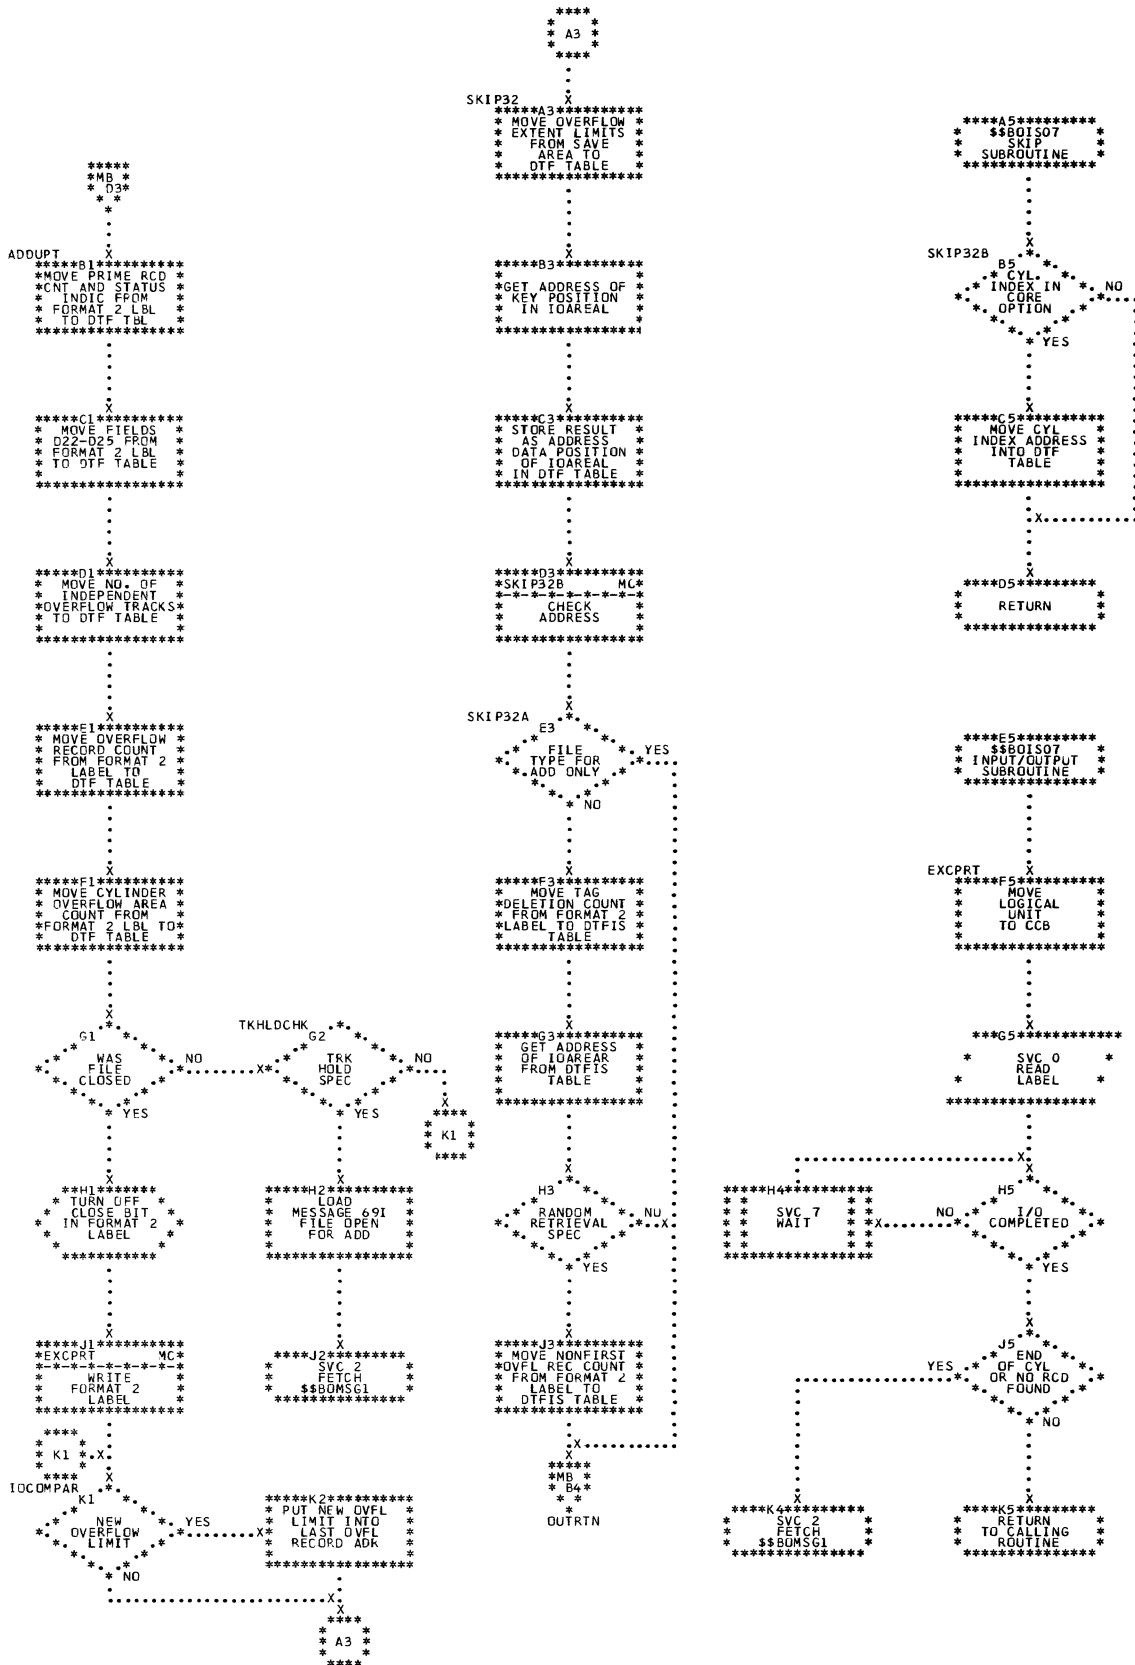 A3
SKIP32
A3
MOVE OVERFLOW
EXTENT LIMITS
FROM SAVE
AREA TO
DTF TABLE
B3
GET ADDRESS OF
KEY POSITION
IN IOAREAL
C3
STORE RESULT
AS ADDRESS
DATA POSITION
OF IOAREAL
IN DTF TABLE
D3
SKIP32B MC
CHECK
ADDRESS
SKIP32A
E3
FILE
TYPE FOR
ADD ONLY
YES
NO
F3
MOVE TAG
DELETION COUNT
FROM FORMAT 2
LABEL TO DTFIS
TABLE
G3
GET ADDRESS
OF IOAREAR
FROM DTFIS
TABLE
H3
RANDOM
RETRIEVAL
SPEC
NO
YES
J3
MOVE NONFIRST
OVFL REC COUNT
FROM FORMAT 2
LABEL TO
DTFIS TABLE
MB
B4
OUTRTN
MB
D3
ADDUPT
B1
MOVE PRIME RCD
CNT AND STATUS
INDIC FROM
FORMAT 2 LBL
TO DTF TBL
C1
MOVE FIELDS
D22-D25 FROM
FORMAT 2 LBL
TO DTF TABLE
D1
MOVE NO. OF
INDEPENDENT
OVERFLOW TRACKS
TO DTF TABLE
E1
MOVE OVERFLOW
RECORD COUNT
FROM FORMAT 2
LABEL TO
DTF TABLE
F1
MOVE CYLINDER
OVERFLOW AREA
COUNT FROM
FORMAT 2 LBL TO
DTF TABLE
G1
WAS
FILE
CLOSED
NO
YES
TKHLDCHK
G2
TRK
HOLD
SPEC
NO
YES
K1
H1
TURN OFF
CLOSE BIT
IN FORMAT 2
LABEL
H2
LOAD
MESSAGE 69I
FILE OPEN
FOR ADD
J1
EXCPRT MC
WRITE
FORMAT 2
LABEL
J2
SVC 2
FETCH
$$BOMSG1
K1
IOCOMPAR
K1
NEW
OVERFLOW
LIMIT
YES
NO
K2
PUT NEW OVFL
LIMIT INTO
LAST OVFL
RECORD ADR
A3
A5
$$BOIS07
SKIP
SUBROUTINE
SKIP32B
B5
CYL
INDEX IN
CORE
OPTION
NO
YES
C5
MOVE CYL
INDEX ADDRESS
INTO DTF
TABLE
D5
RETURN
E5
$$BOIS07
INPUT/OUTPUT
SUBROUTINE
EXCPRT
F5
MOVE
LOGICAL
UNIT
TO CCB
G5
SVC 0
READ
LABEL
H4
SVC 7
WAIT
H5
I/O
COMPLETED
NO
YES
J5
END
OF CYL
OR NO RCD
FOUND
YES
NO
K4
SVC 2
FETCH
$$BOMSG1
K5
RETURN
TO CALLING
ROUTINE